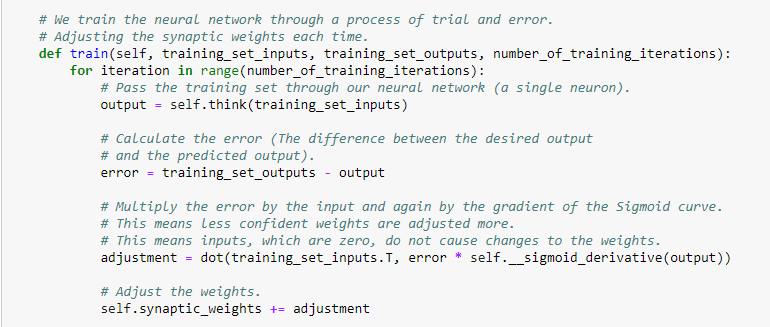 # We train the neural network through a process of trial and error.
# Adjusting the synaptic weights each time.
def train(self, training_set_inputs, training_set_outputs, number_of_training_iterations):
    for iteration in range(number_of_training_iterations):
        # Pass the training set through our neural network (a single neuron).
        output = self.think(training_set_inputs)

        # Calculate the error (The difference between the desired output
        # and the predicted output).
        error = training_set_outputs - output

        # Multiply the error by the input and again by the gradient of the Sigmoid curve.
        # This means less confident weights are adjusted more.
        # This means inputs, which are zero, do not cause changes to the weights.
        adjustment = dot(training_set_inputs.T, error * self.__sigmoid_derivative(output))

        # Adjust the weights.
        self.synaptic_weights += adjustment